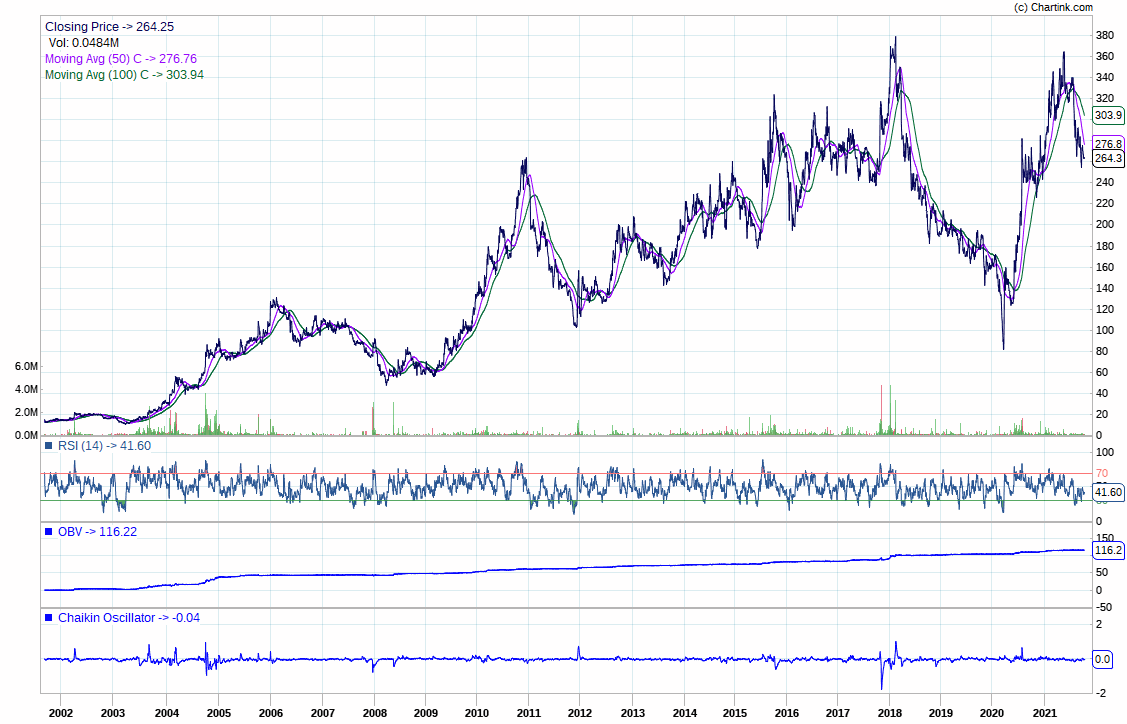 (c) Chartink.com
Closing Price -> 264.25
Vol: 0.0484M
Moving Avg (50) C -> 276.76
Moving Avg (100) C -> 303.94
380
360
340
320
303.9
276.8
264.3
240
220
200
180
160
140
120
100
80
60
40
20
0
6.0M
4.0M
2.0M
0.0M
RSI (14) -> 41.60
100
70
41.60
0
OBV -> 116.22
150
116.2
50
0
-50
Chaikin Oscillator -> -0.04
2
0.0
-2
2002 2003 2004 2005 2006 2007 2008 2009 2010 2011 2012 2013 2014 2015 2016 2017 2018 2019 2020 2021